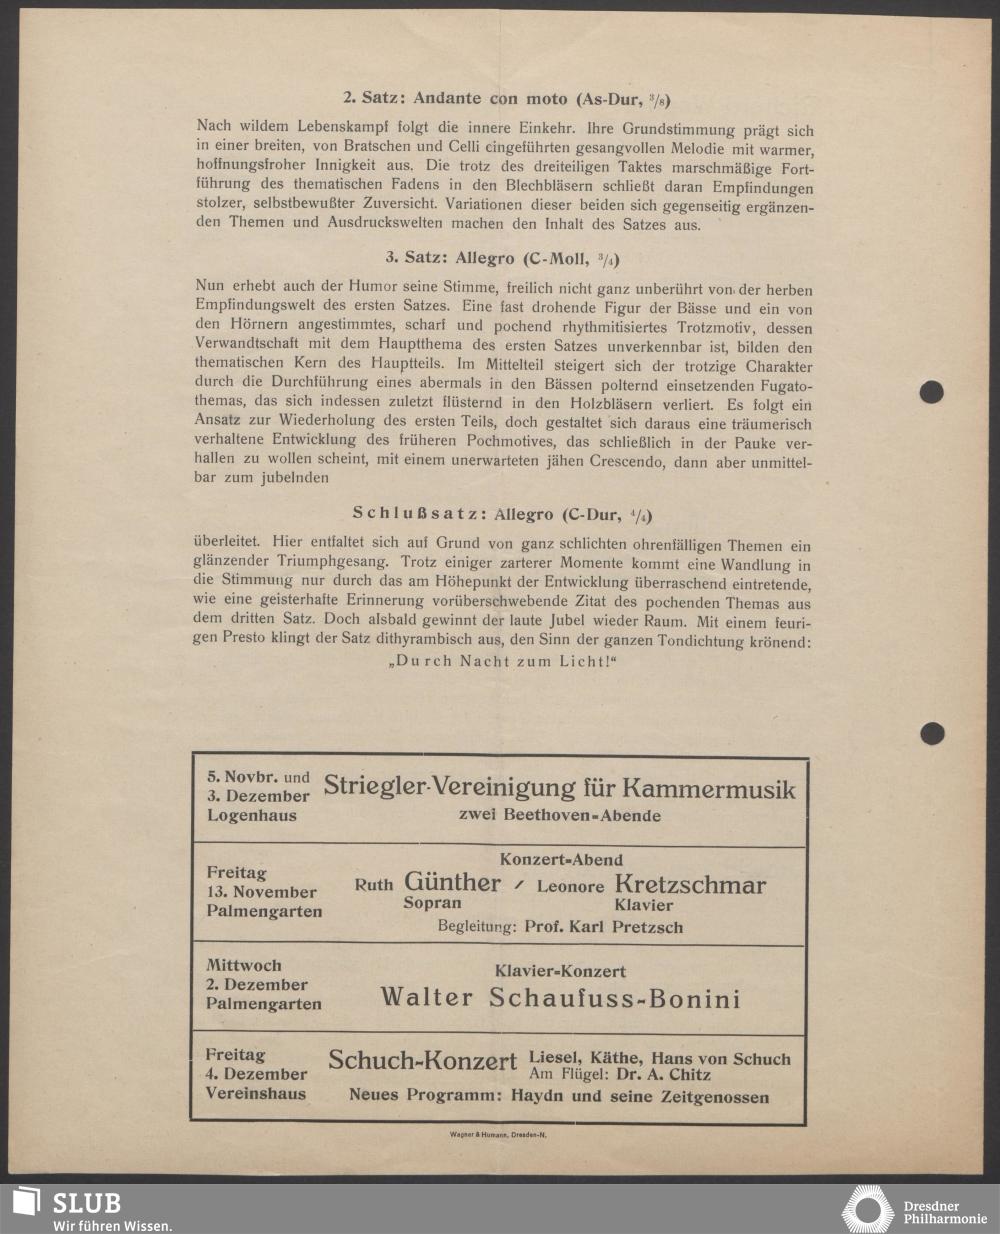 2. Satz: Andante con moto (As-Dur, 3/8)
Nach wildem Lebenskampf folgt die innere Einkehr. Ihre Grundstimmung prägt sich
in einer breiten, von Bratschen und Celli eingeführten gesangvollen Melodie mit warmer,
hoffnungsfroher Innigkeit aus. Die trotz des dreiteiligen Taktes marschmäßige Fort-
führung des thematischen Fadens in den Blechbläsern schließt daran Empfindungen
stolzer, selbstbewußter Zuversicht. Variationen dieser beiden sich gegenseitig ergänzen-
den Themen und Ausdruckswelten machen den Inhalt des Satzes aus.
3. Satz: Allegro (C-Moll, 3/4)
Nun erhebt auch der Humor seine Stimme, freilich nicht ganz unberührt von der herben
Empfindungswelt des ersten Satzes. Eine fast drohende Figur der Bässe und ein von
den Hörnern angestimmtes, scharf und pochend rhythmitisiertes Trotzmotiv, dessen
Verwandtschaft mit dem Hauptthema des ersten Satzes unverkennbar ist, bilden den
thematischen Kern des Hauptteils. Im Mittelteil steigert sich der trotzige Charakter
durch die Durchführung eines abermals in den Bässen polternd einsetzenden Fugato-
themas, das sich indessen zuletzt flüsternd in den Holzbläsern verliert. Es folgt ein
Ansatz zur Wiederholung des ersten Teils, doch gestaltet sich daraus eine träumerisch
verhaltene Entwicklung des früheren Pochmotives, das schließlich in der Pauke ver-
hallen zu wollen scheint, mit einem unerwarteten jähen Crescendo, dann aber unmittel-
bar zum jubelnden
Schlußsatz: Allegro (C-Dur, 4/4)
überleitet. Hier entfaltet sich auf Grund von ganz schlichten ohrenfälligen Themen ein
glänzender Triumphgesang. Trotz einiger zarterer Momente kommt eine Wandlung in
die Stimmung nur durch das am Höhepunkt der Entwicklung überraschend eintretende,
wie eine geisterhafte Erinnerung vorüberschwebende Zitat des pochenden Themas aus
dem dritten Satz. Doch alsbald gewinnt der laute Jubel wieder Raum. Mit einem feuri-
gen Presto klingt der Satz dithyrambisch aus, den Sinn der ganzen Tondichtung krönend:
„Durch Nacht zum Licht!“
5. Novbr. und
3. Dezember
Logenhaus
Striegler-Vereinigung für Kammermusik
zwei Beethoven-Abende
Freitag
13. November
Palmengarten
Konzert-Abend
Ruth Günther / Leonore Kretzschmar
Sopran Klavier
Begleitung: Prof. Karl Pretzsch
Mittwoch
2. Dezember
Palmengarten
Klavier-Konzert
Walter Schaufuss-Bonini
Freitag
4. Dezember
Vereinshaus
Schuch-Konzert Liesel, Käthe, Hans von Schuch
Am Flügel: Dr. A. Chitz
Neues Programm: Haydn und seine Zeitgenossen
Wagner & Humann, Dresden-N.
SLUB
Wir führen Wissen.
Dresdner
Philharmonie